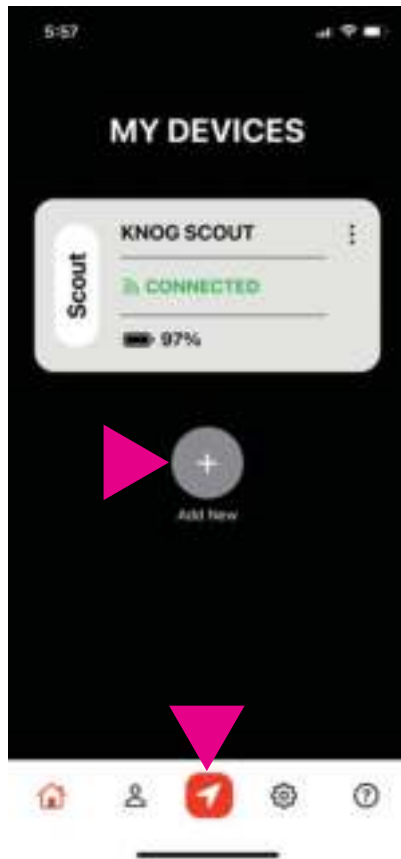 5:57
MY DEVICES
KNOG SCOUT
Scout
CONNECTED
97%
+
Add New
?